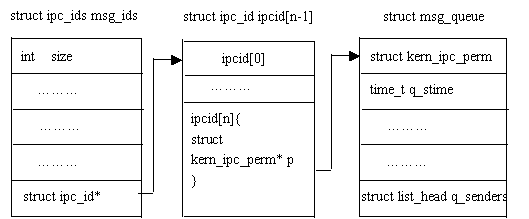 struct ipc_ids msg_ids
int size
………
………
………
struct ipc_id*
struct ipc_id ipcid[n-1]
ipcid[0]
………
ipcid[n]{
struct
kern_ipc_perm* p
}
struct msg_queue
struct kern_ipc_perm
time_t q_stime
………
………
struct list_head q_senders